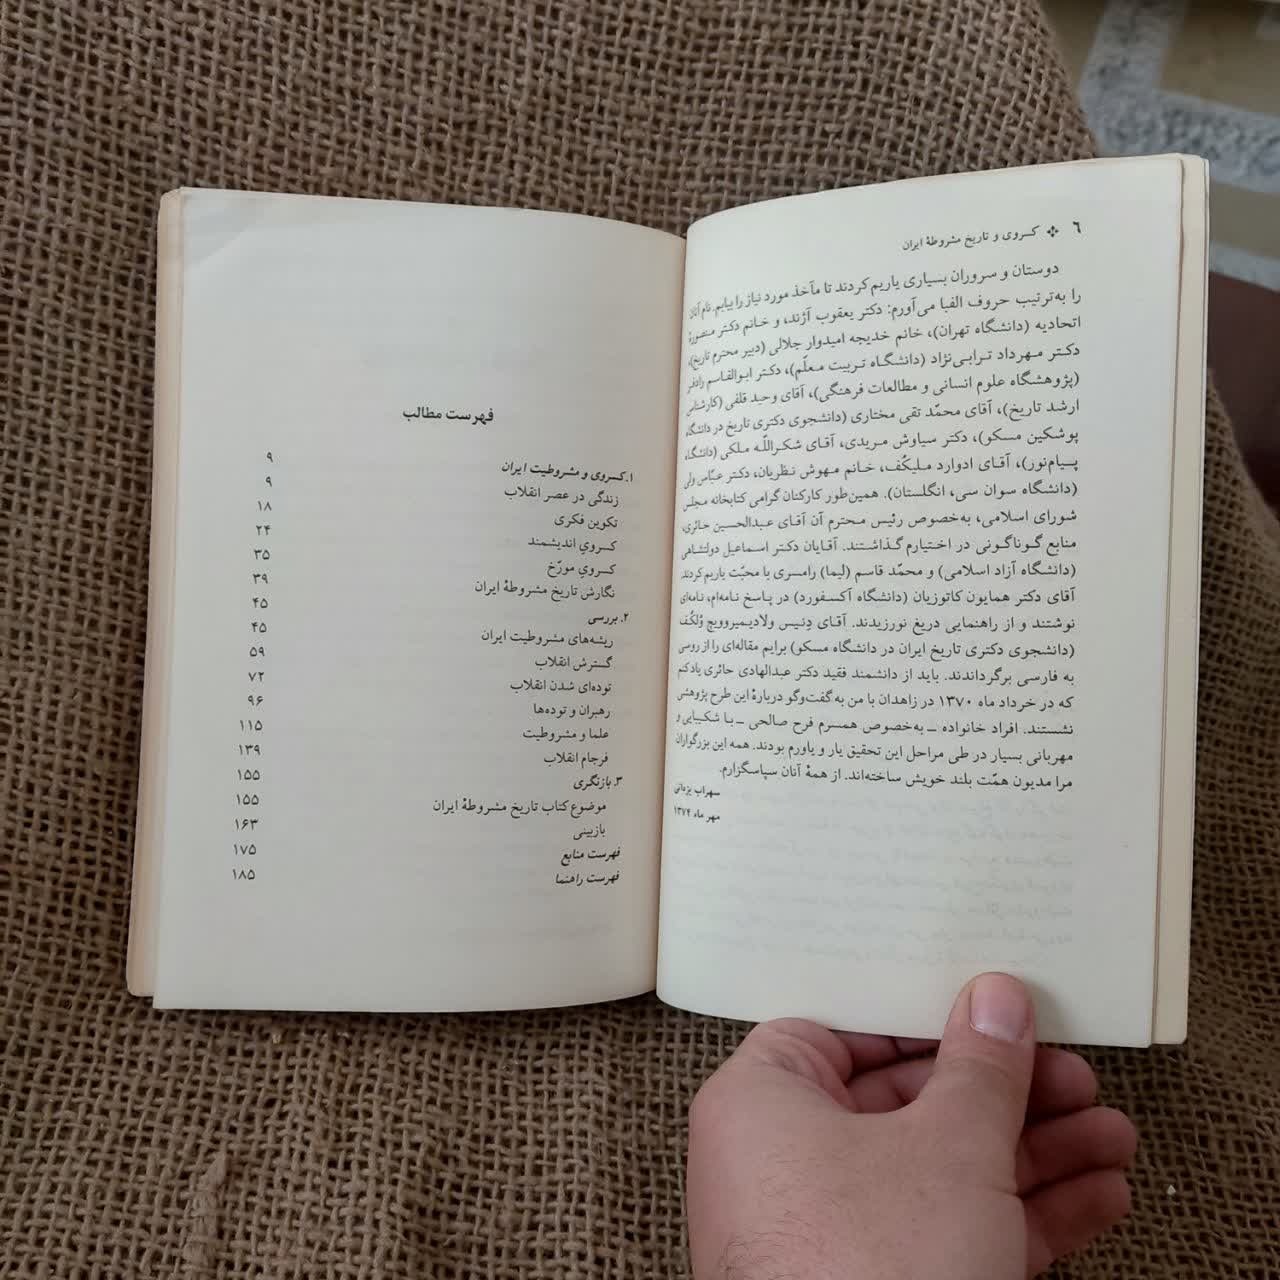 ۶ ❖ کسروی و تاریخ مشروطهٔ ایران
دوستان و سروران بسیاری یاریم کردند تا مآخذ مورد نیاز را بیابم. نام آنان
را به‌ترتیب حروف الفبا می‌آورم: دکتر یعقوب آژند، و خانم دکتر منصورهٔ
اتحادیه (دانشگاه تهران)، خانم خدیجه امیدوار جلالی (دبیر محترم تاریخ)،
دکتر مهرداد ترابی‌نژاد (دانشگاه تربیت معلّم)، دکتر ابوالقاسم رادفر
(پژوهشگاه علوم انسانی و مطالعات فرهنگی)، آقای وحید قلفی (کارشناس
ارشد تاریخ)، آقای محمّد تقی مختاری (دانشجوی دکتری تاریخ در دانشگاه
پوشکین مسکو)، دکتر سیاوش مریدی، آقای شکراللّه ملکی (دانشگاه
پیام‌نور)، آقای ادوارد ملیکُف، خانم مهوش نظریان، دکتر عبّاس ولی
(دانشگاه سوان سی، انگلستان). همین‌طور کارکنان گرامی کتابخانه مجلس
شورای اسلامی، به‌خصوص رئیس محترم آن آقای عبدالحسین حائری،
منابع گوناگونی در اختیارم گذاشتند. آقایان دکتر اسماعیل دولتشاهی
(دانشگاه آزاد اسلامی) و محمّد قاسم (لیما) رامسری با محبّت یاریم کردند.
آقای دکتر همایون کاتوزیان (دانشگاه آکسفورد) در پاسخ نامه‌ام، نامه‌ای
نوشتند و از راهنمایی دریغ نورزیدند. آقای دِنیس ولادیمیروویچ وُلکُف
(دانشجوی دکتری تاریخ ایران در دانشگاه مسکو) برایم مقاله‌ای را از روسی
به فارسی برگرداندند. باید از دانشمند فقید دکتر عبدالهادی حائری یاد کنم
که در خرداد ماه ۱۳۷۰ در زاهدان با من به گفت‌وگو دربارهٔ این طرح پژوهشی
نشستند. افراد خانواده ــ به‌خصوص همسرم فرح صالحی ــ با شکیبایی و
مهربانی بسیار در طی مراحل این تحقیق یار و یاورم بودند. همه این بزرگواران
مرا مدیون همّت بلند خویش ساخته‌اند. از همهٔ آنان سپاسگزارم.
سهراب یزدانی
مهر ماه ۱۳۷۴
فهرست مطالب
۱. کسروی و مشروطیت ایران ۹
زندگی در عصر انقلاب ۹
تکوین فکری ۱۸
کسرویِ اندیشمند ۲۴
کسرویِ مورّخ ۳۵
نگارش تاریخ مشروطهٔ ایران ۳۹
۲. بررسی ۴۵
ریشه‌های مشروطیت ایران ۴۵
گسترش انقلاب ۵۹
توده‌ای شدن انقلاب ۷۲
رهبران و توده‌ها ۹۶
علما و مشروطیت ۱۱۵
فرجام انقلاب ۱۳۹
۳. بازنگری ۱۵۵
موضوع کتاب تاریخ مشروطهٔ ایران ۱۵۵
بازبینی ۱۶۳
فهرست منابع ۱۷۵
فهرست راهنما ۱۸۵